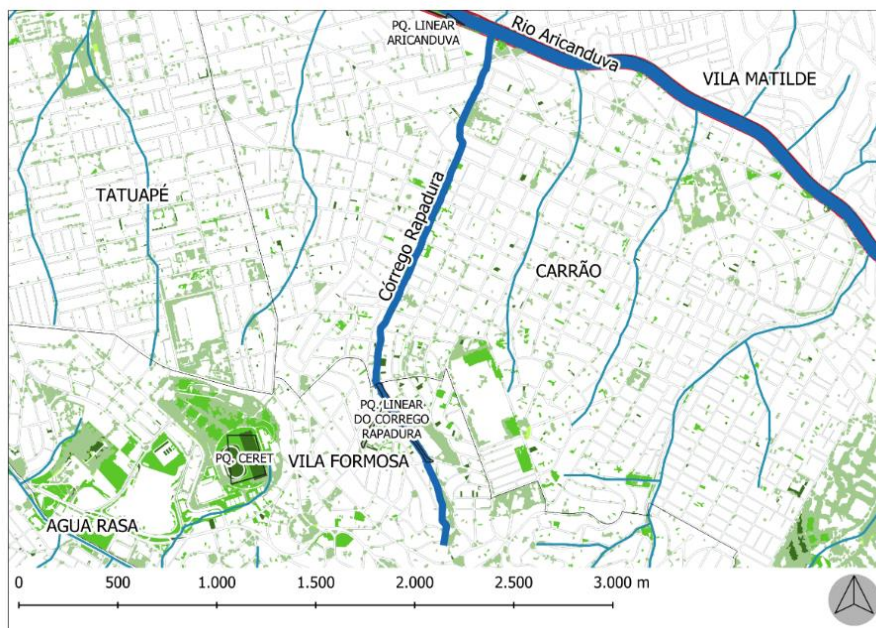 PQ. LINEAR
ARICANDUVA
Rio Aricanduva
VILA MATILDE
TATUAPÉ
Córrego Rapadura
CARRÃO
PQ. LINEAR
DO CORREGO
RAPADURA
PQ. CERET
VILA FORMOSA
AGUA RASA
0 500 1.000 1.500 2.000 2.500 3.000 m